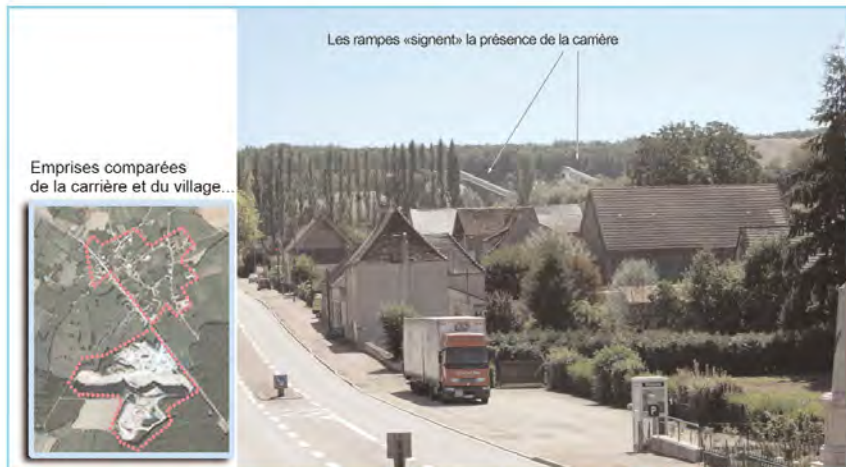 Les rampes «signent» la présence de la carrière
Emprises comparées
de la carrière et du village...
P